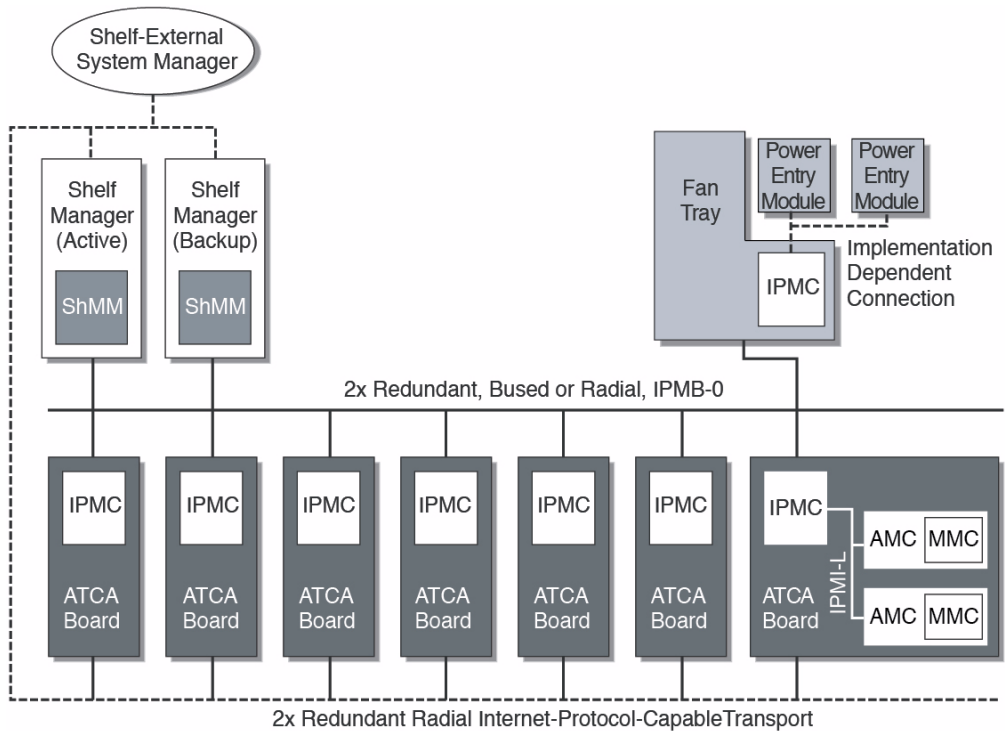 Shelf-External
System Manager
Shelf
Manager
(Active)
ShMM
Shelf
Manager
(Backup)
ShMM
Fan
Tray
Power
Entry
Module
Power
Entry
Module
IPMC
Implementation
Dependent
Connection
2x Redundant, Bused or Radial, IPMB-0
IPMC
ATCA
Board
IPMC
ATCA
Board
IPMC
ATCA
Board
IPMC
ATCA
Board
IPMC
ATCA
Board
IPMC
ATCA
Board
IPMC
ATCA
Board
IPMI-L
AMC
MMC
AMC
MMC
2x Redundant Radial Internet-Protocol-CapableTransport